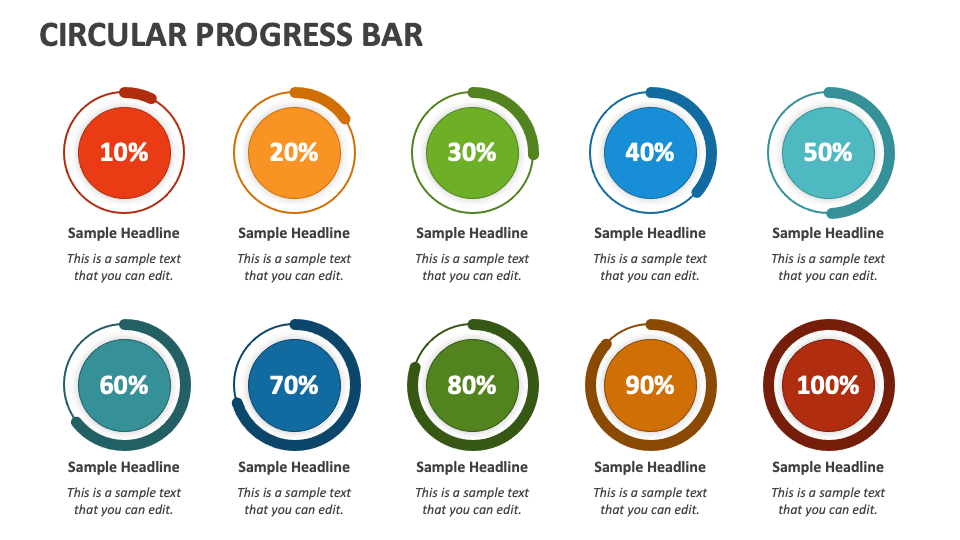 CIRCULAR PROGRESS BAR
10%
20%
30%
40%
50%
Sample Headline
Sample Headline
Sample Headline
Sample Headline
Sample Headline
This is a sample text
that you can edit.
This is a sample text
that you can edit.
This is a sample text
that you can edit.
This is a sample text
that you can edit.
This is a sample text
that you can edit.
60%
70%
80%
90%
100%
Sample Headline
Sample Headline
Sample Headline
Sample Headline
Sample Headline
This is a sample text
that you can edit.
This is a sample text
that you can edit.
This is a sample text
that you can edit.
This is a sample text
that you can edit.
This is a sample text
that you can edit.